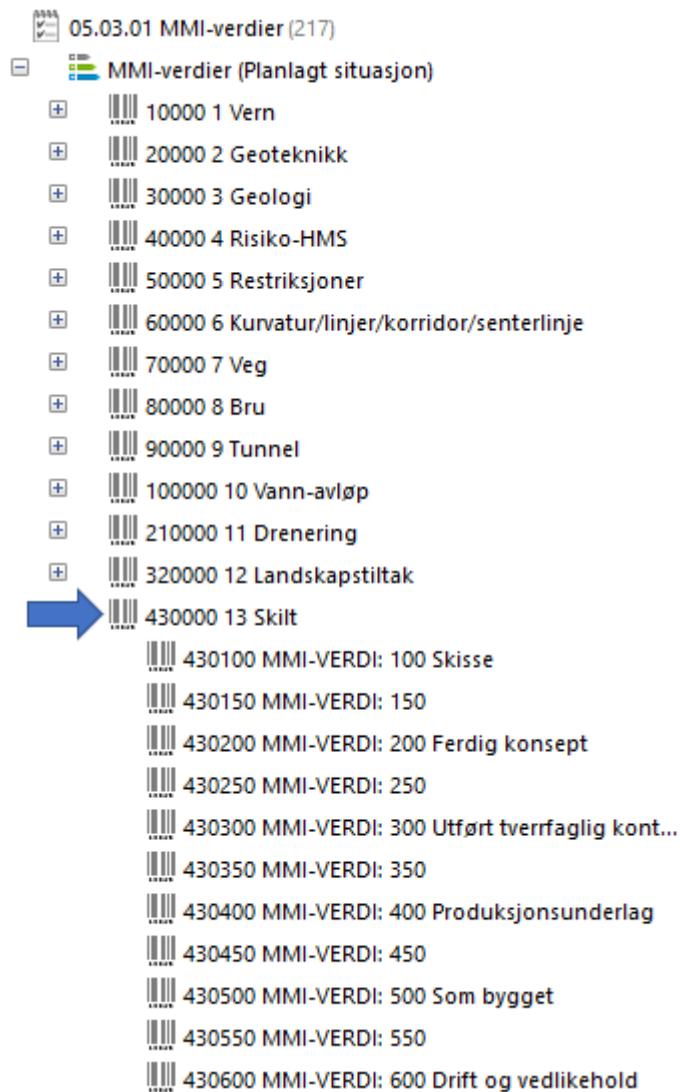 05.03.01 MMI-verdier (217)
MMI-verdier (Planlagt situasjon)
10000 1 Vern
20000 2 Geoteknikk
30000 3 Geologi
40000 4 Risiko-HMS
50000 5 Restriksjoner
60000 6 Kurvatur/linjer/korridor/senterlinje
70000 7 Veg
80000 8 Bru
90000 9 Tunnel
100000 10 Vann-avløp
210000 11 Drenering
320000 12 Landskapstiltak
430000 13 Skilt
430100 MMI-VERDI: 100 Skisse
430150 MMI-VERDI: 150
430200 MMI-VERDI: 200 Ferdig konsept
430250 MMI-VERDI: 250
430300 MMI-VERDI: 300 Utført tverrfaglig kont...
430350 MMI-VERDI: 350
430400 MMI-VERDI: 400 Produksjonsunderlag
430450 MMI-VERDI: 450
430500 MMI-VERDI: 500 Som bygget
430550 MMI-VERDI: 550
430600 MMI-VERDI: 600 Drift og vedlikehold